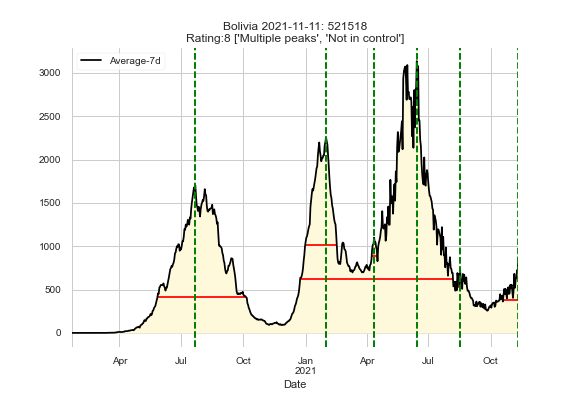 Bolivia 2021-11-11: 521518
Rating:8 ['Multiple peaks', 'Not in control']
Average-7d
3000
2500
2000
1500
1000
500
0
Apr Jul Oct Jan Apr Jul Oct
2021
Date